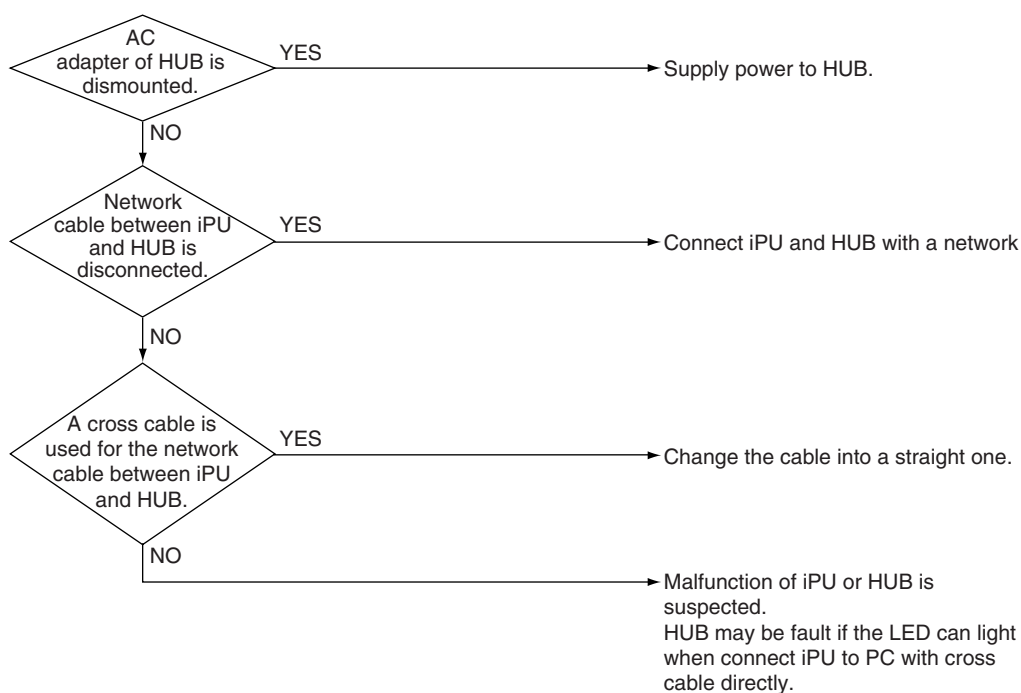 AC
adapter of HUB is
dismounted.
YES
Supply power to HUB.
NO
Network
cable between iPU
and HUB is
disconnected.
YES
Connect iPU and HUB with a network
NO
A cross cable is
used for the network
cable between iPU
and HUB.
YES
Change the cable into a straight one.
NO
Malfunction of iPU or HUB is
suspected.
HUB may be fault if the LED can light
when connect iPU to PC with cross
cable directly.